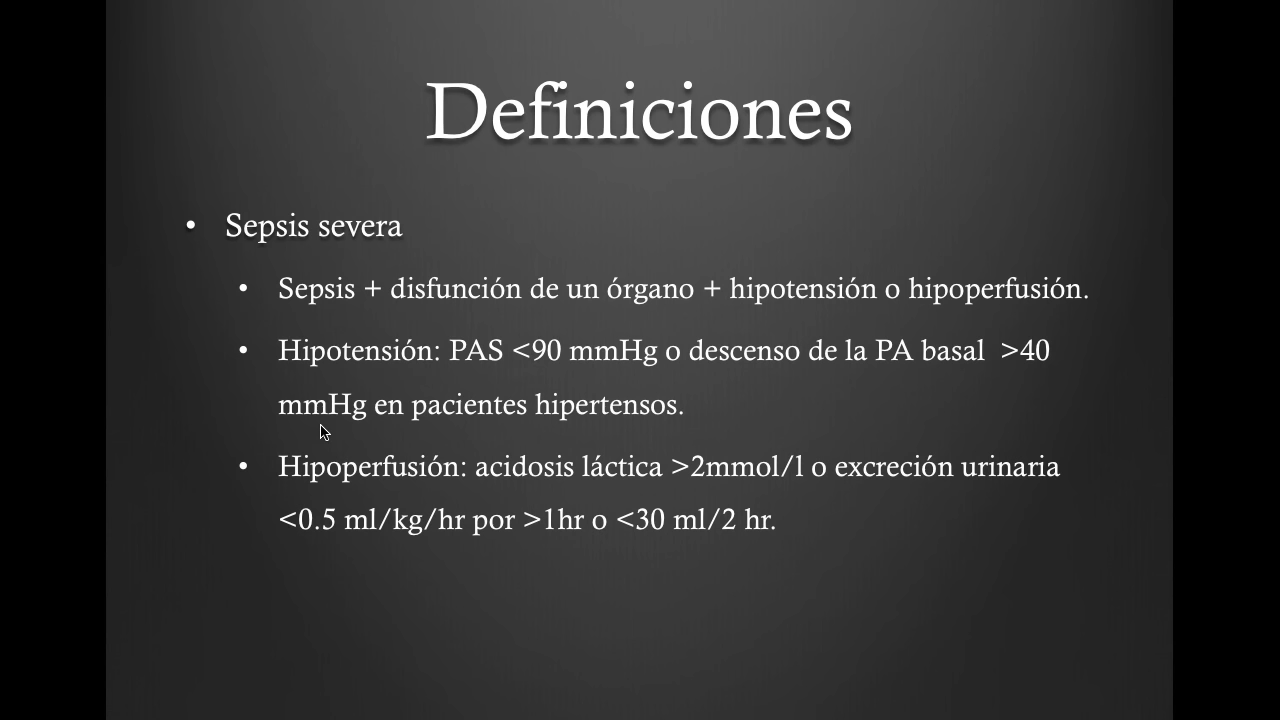 Definiciones
• Sepsis severa
• Sepsis + disfunción de un órgano + hipotensión o hipoperfusión.
• Hipotensión: PAS <90 mmHg o descenso de la PA basal  >40
mmHg en pacientes hipertensos.
• Hipoperfusión: acidosis láctica >2mmol/l o excreción urinaria
<0.5 ml/kg/hr por >1hr o <30 ml/2 hr.